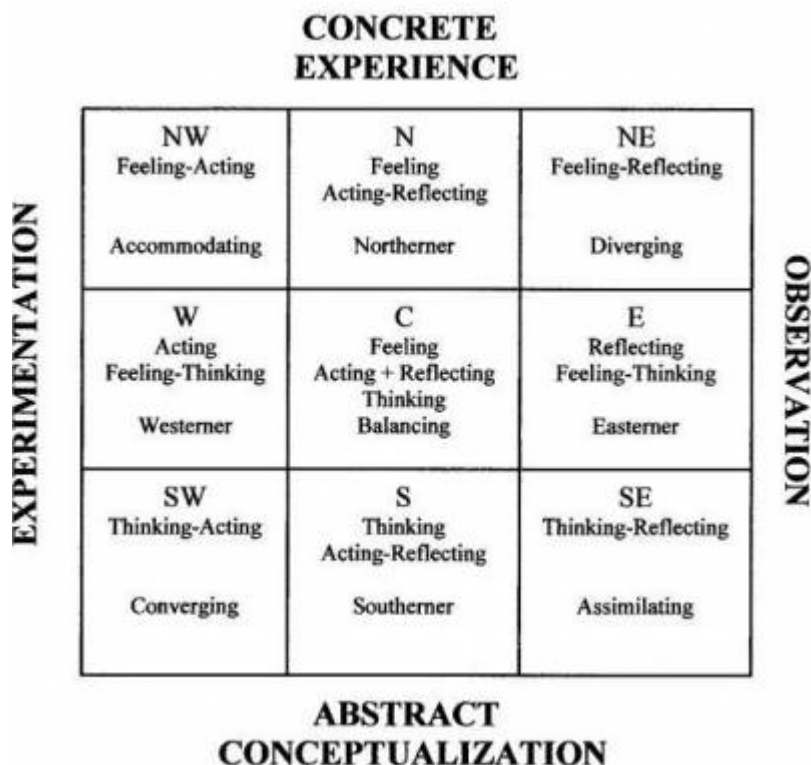 CONCRETE
EXPERIENCE
NW
Feeling-Acting
Accommodating
N
Feeling
Acting-Reflecting
Northerner
NE
Feeling-Reflecting
Diverging
EXPERIMENTATION
W
Acting
Feeling-Thinking
Westerner
C
Feeling
Acting + Reflecting
Thinking
Balancing
E
Reflecting
Feeling-Thinking
Easterner
OBSERVATION
SW
Thinking-Acting
Converging
S
Thinking
Acting-Reflecting
Southerner
SE
Thinking-Reflecting
Assimilating
ABSTRACT
CONCEPTUALIZATION